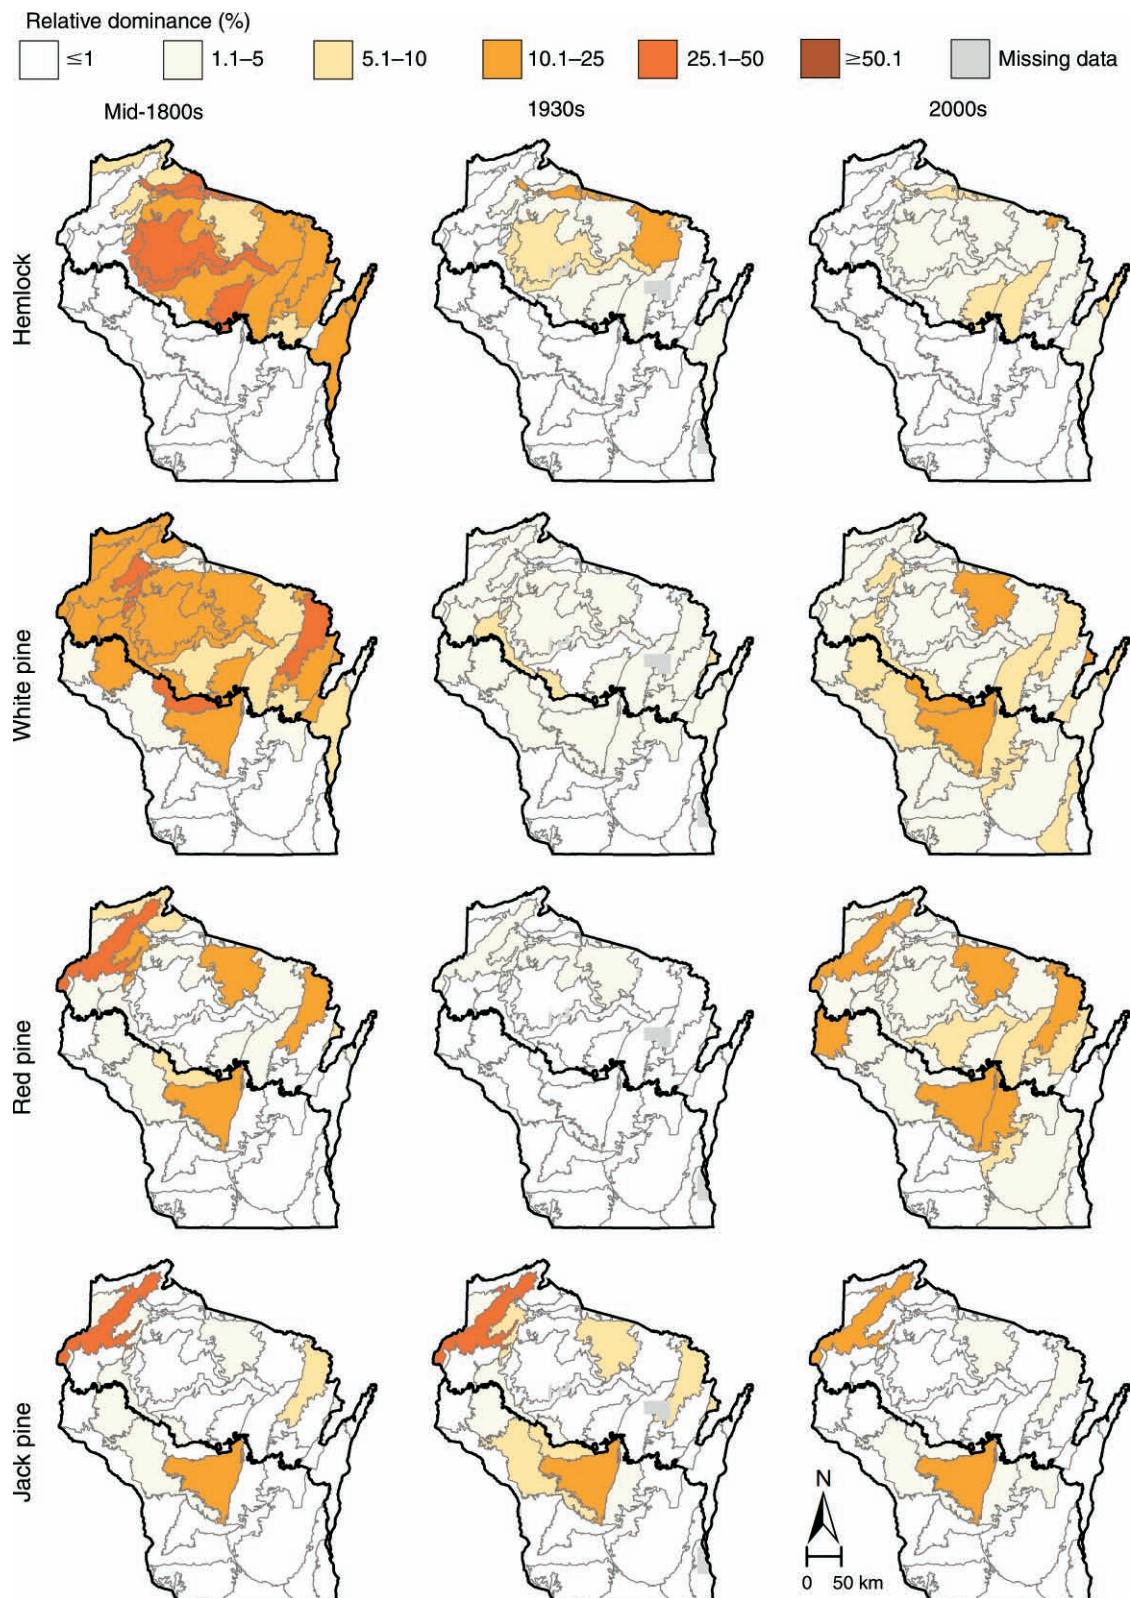 Relative dominance (%)
≤1 1.1–5 5.1–10 10.1–25 25.1–50 ≥50.1 Missing data
Mid-1800s 1930s 2000s
Hemlock
White pine
Red pine
Jack pine
N
0 50 km